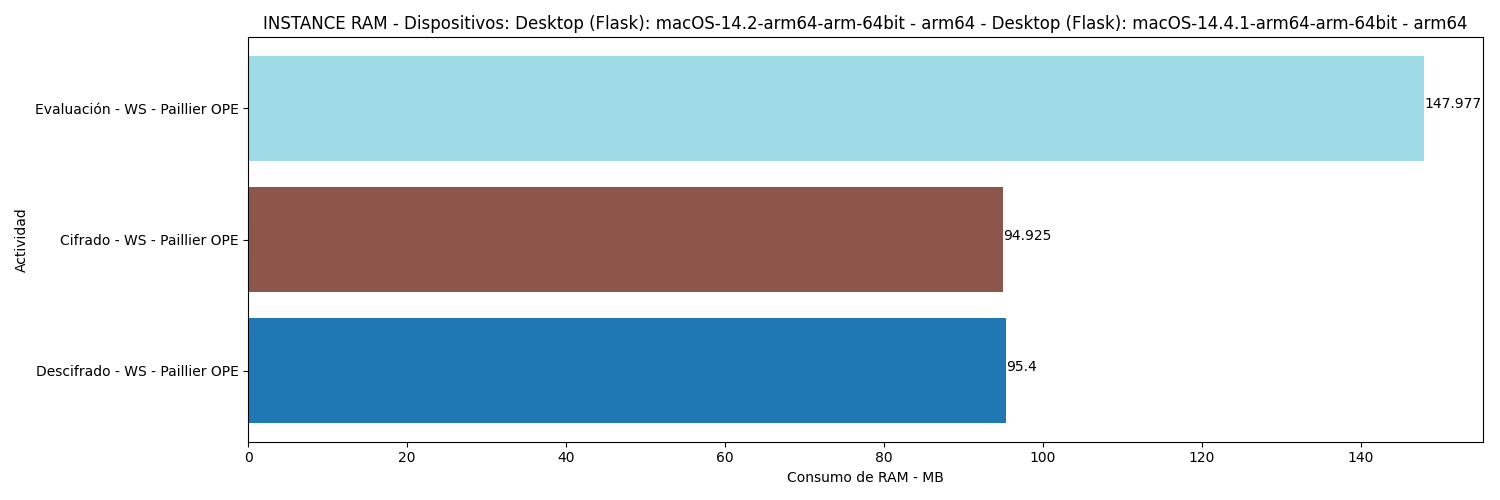 INSTANCE RAM - Dispositivos: Desktop (Flask): macOS-14.2-arm64-arm-64bit - arm64 - Desktop (Flask): macOS-14.4.1-arm64-arm-64bit - arm64
Evaluación - WS - Paillier OPE
147.977
Cifrado - WS - Paillier OPE
94.925
Descifrado - WS - Paillier OPE
95.4
Actividad
0 20 40 60 80 100 120 140
Consumo de RAM - MB